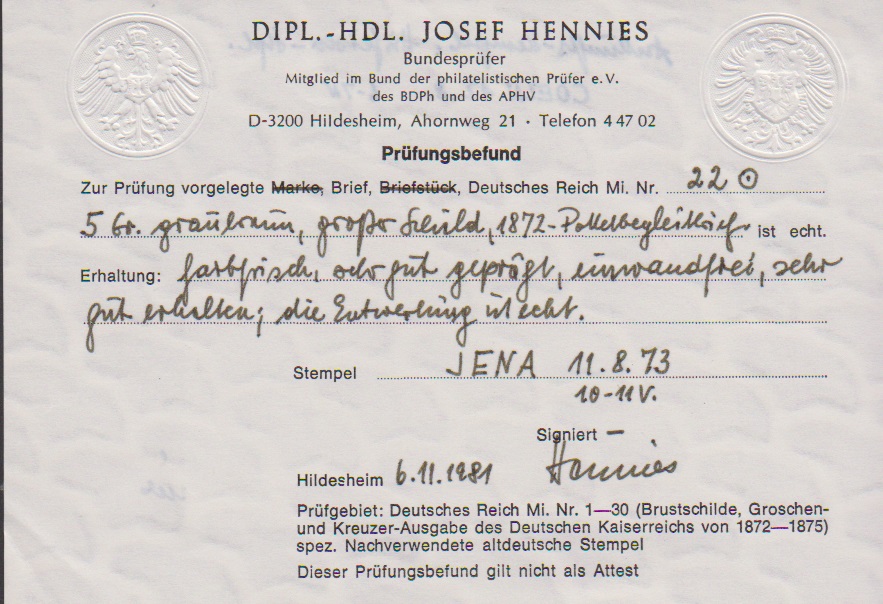 DIPL.-HDL. JOSEF HENNIES
Bundesprüfer
Mitglied im Bund der philatelistischen Prüfer e. V.
des BDPh und des APHV
D-3200 Hildesheim, Ahornweg 21 · Telefon 4 47 02
Prüfungsbefund
Zur Prüfung vorgelegte Marke, Brief, Briefstück, Deutsches Reich Mi. Nr. 22 ⊙
5 Gr. graubraun, großer Schild, 1872-Paketbegleitbrief ist echt.
Erhaltung: farbfrisch, sehr gut geprägt, einwandfrei, sehr
gut erhalten; die Entwertung ist echt.
Stempel JENA 11.8.73
10-11 V.
Signiert –
Hildesheim 6.11.1981 Hennies
Prüfgebiet: Deutsches Reich Mi. Nr. 1—30 (Brustschilde, Groschen-
und Kreuzer-Ausgabe des Deutschen Kaiserreichs von 1872—1875)
spez. Nachverwendete altdeutsche Stempel
Dieser Prüfungsbefund gilt nicht als Attest